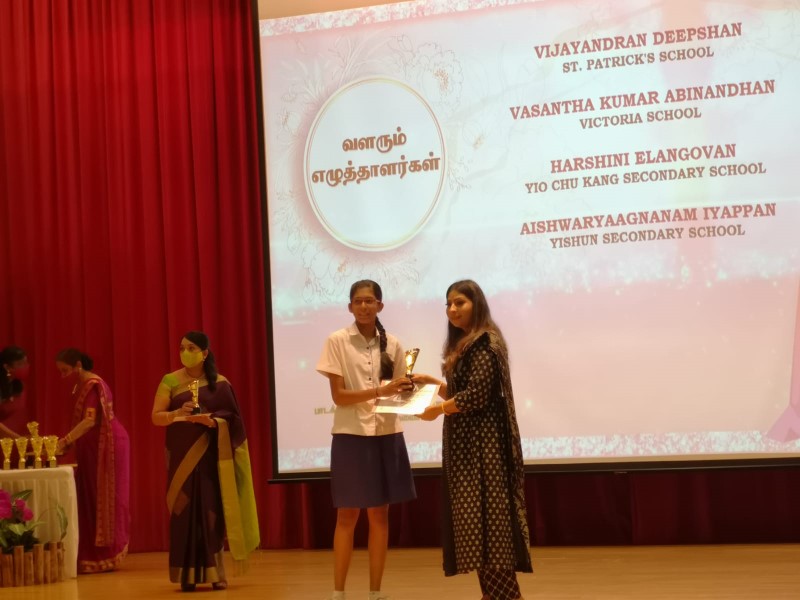 வளரும்
எழுத்தாளர்கள்
VIJAYANDRAN DEEPSHAN
ST. PATRICK'S SCHOOL
VASANTHA KUMAR ABINANDHAN
VICTORIA SCHOOL
HARSHINI ELANGOVAN
YIO CHU KANG SECONDARY SCHOOL
AISHWARYAAGNANAM IYAPPAN
YISHUN SECONDARY SCHOOL